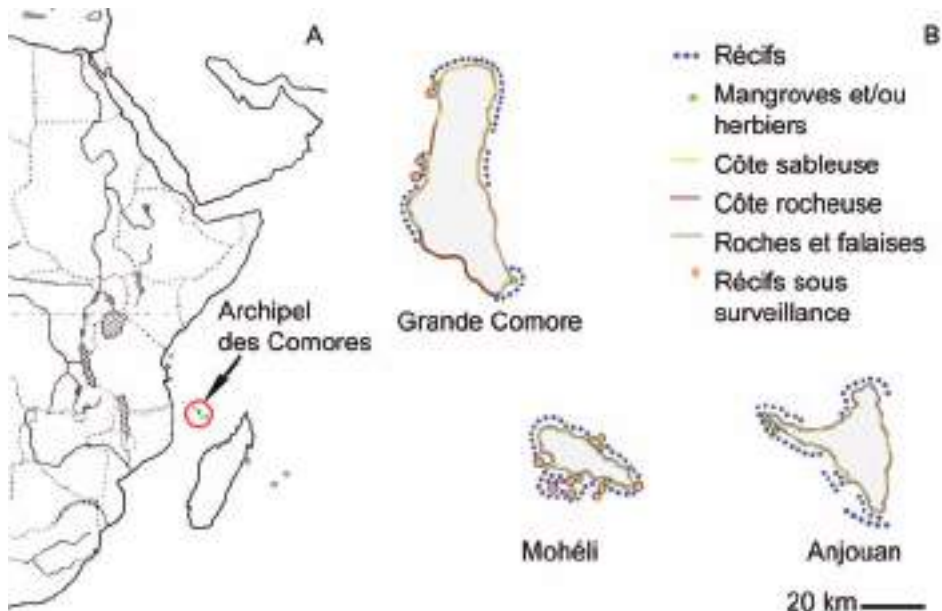 A
Archipel
des Comores
B
Récifs
Mangroves et/ou
herbiers
Côte sableuse
Côte rocheuse
Roches et falaises
Récifs sous
surveillance
Grande Comore
Mohéli
Anjouan
20 km